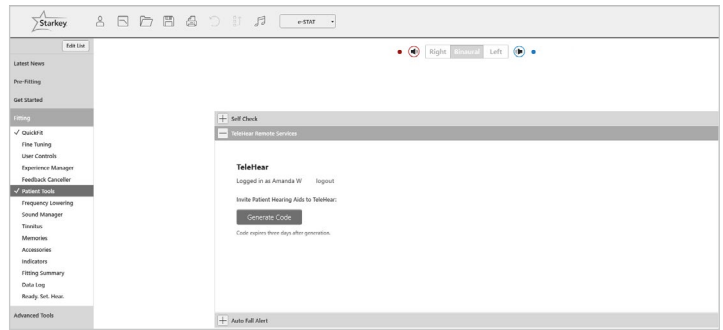 Starkey
e-STAT
Edit List
Right Binaural Left
Latest News
Pre-Fitting
Get Started
Fitting
QuickFit
Fine Tuning
User Controls
Experience Manager
Feedback Canceller
Patient Tools
Frequency Lowering
Sound Manager
Tinnitus
Memories
Accessories
Indicators
Fitting Summary
Data Log
Ready. Set. Hear.
Advanced Tools
Self Check
TeleHear Remote Services
TeleHear
Logged in as Amanda W logout
Invite Patient Hearing Aids to TeleHear:
Generate Code
Code expires three days after generation.
Auto Fall Alert